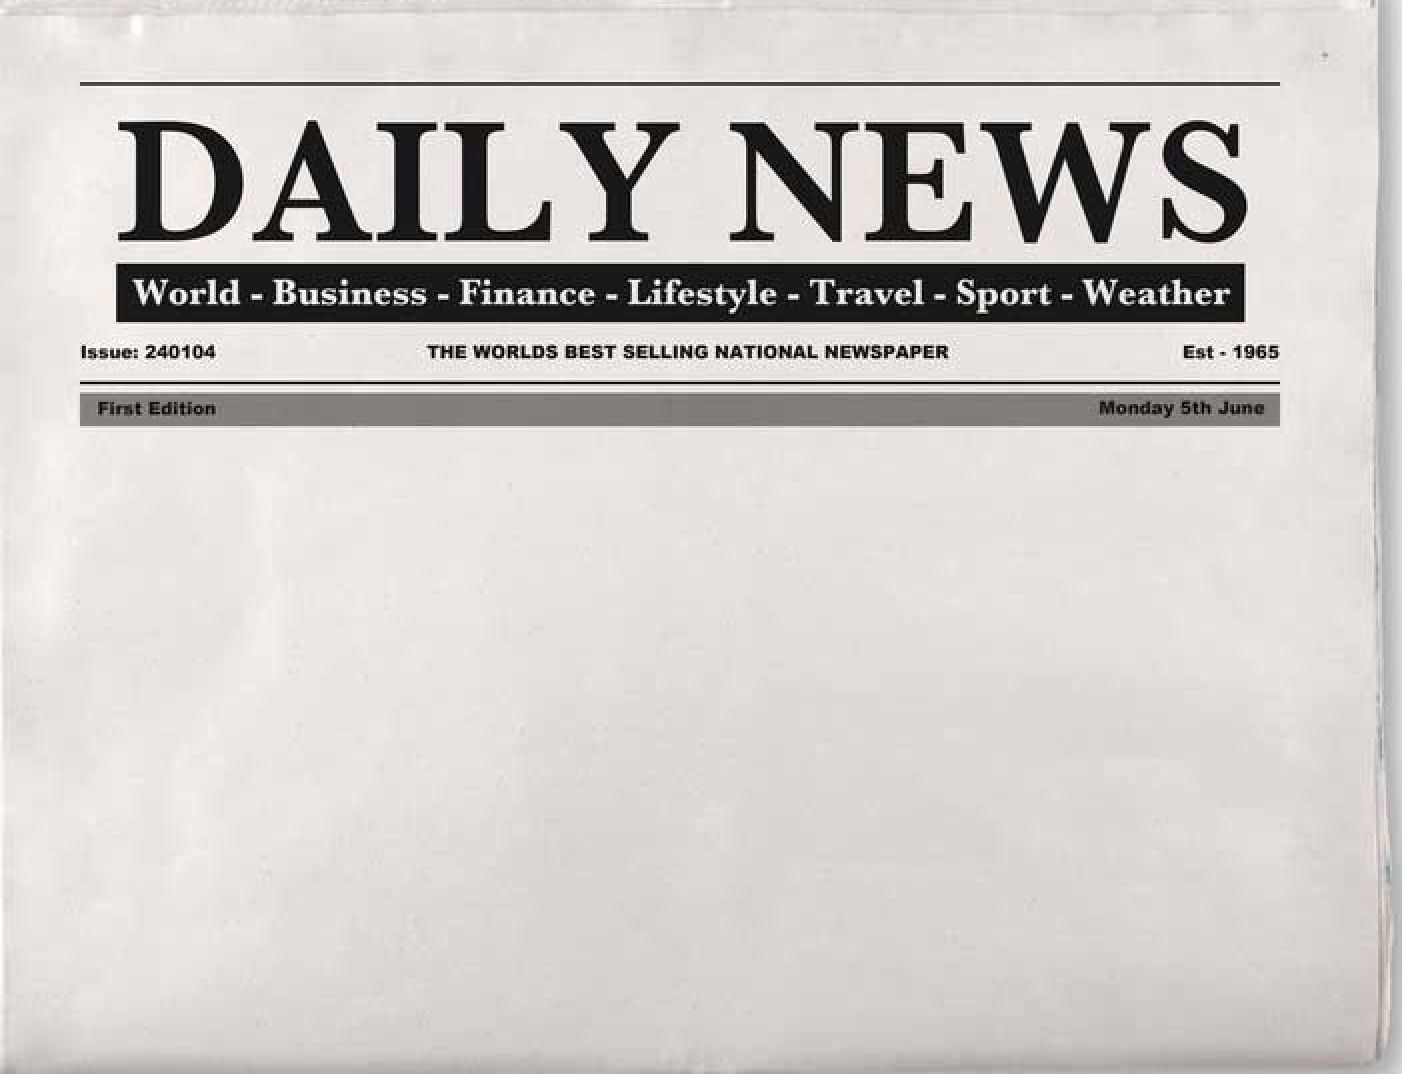 DAILY NEWS
World - Business - Finance - Lifestyle - Travel - Sport - Weather
Issue: 240104 THE WORLDS BEST SELLING NATIONAL NEWSPAPER Est - 1965
First Edition Monday 5th June